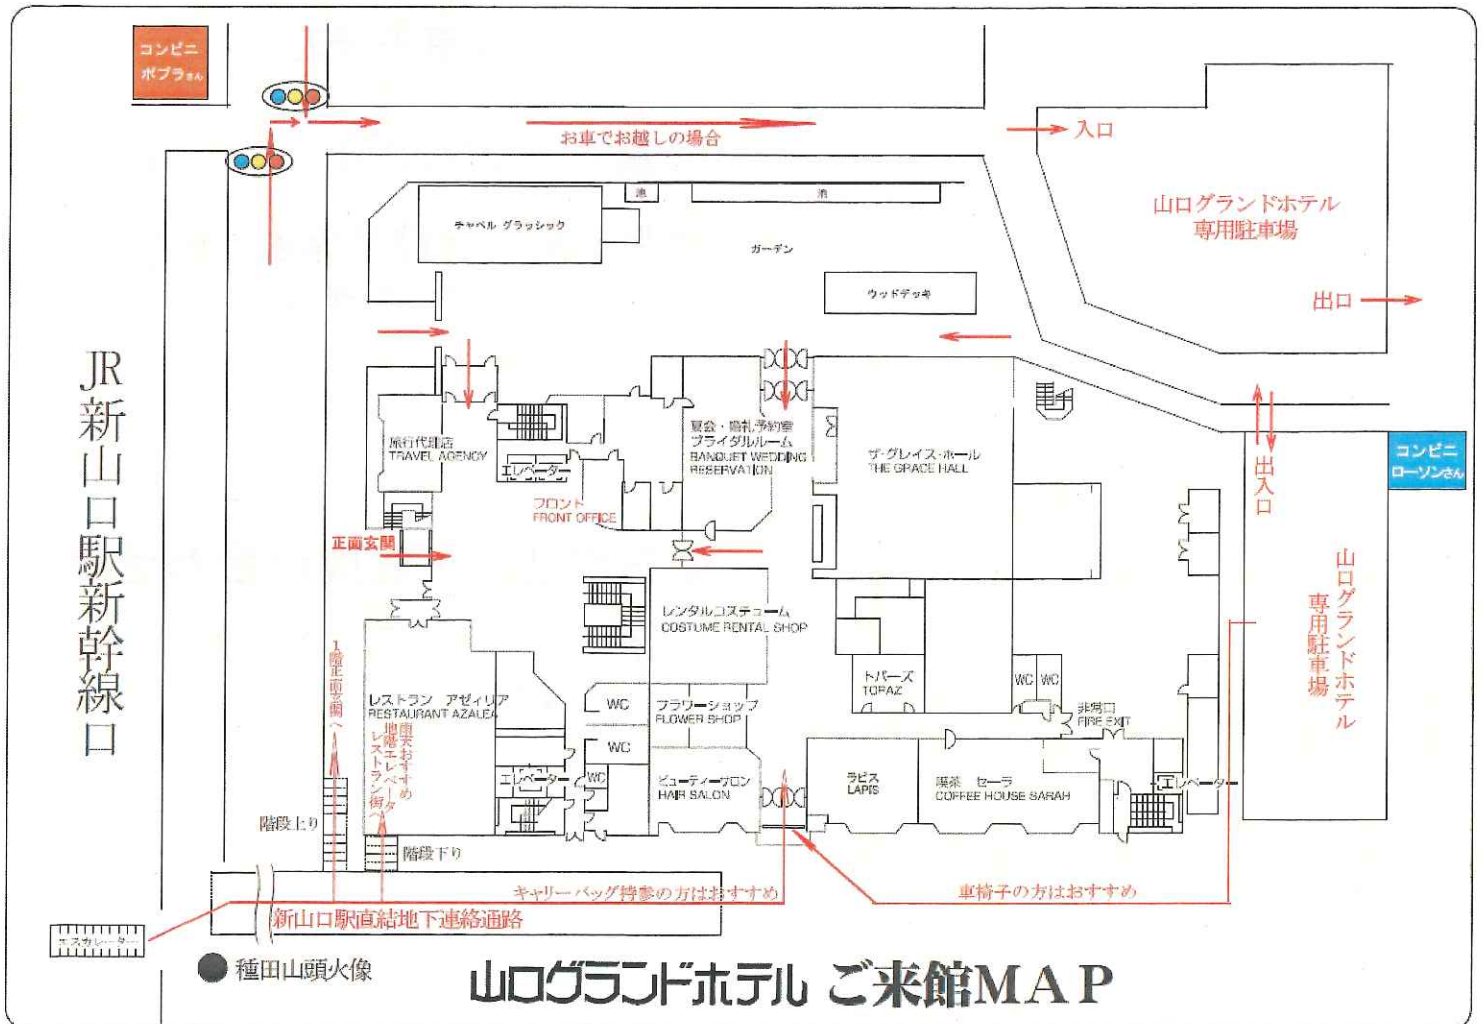 コンビニ
ポプラさん
お車でお越しの場合
入口
山口グランドホテル
専用駐車場
出口
池
池
チャペル グラッシック
ガーデン
ウッドデッキ
JR新山口駅新幹線口
旅行代理店
TRAVEL AGENCY
エレベーター
フロント
FRONT OFFICE
宴会・婚礼予約室
ブライダルルーム
BANQUET WEDDING
RESERVATION
ザ・グレイス・ホール
THE GRACE HALL
コンビニ
ローソンさん
出入口
正面玄関
山口グランドホテル
専用駐車場
レンタルコスチューム
COSTUME RENTAL SHOP
1階正面玄関へ
レストラン アゼィリア
RESTAURANT AZALEA
雨天おすすめ
地階エレベータ
レストラン街へ
WC
フラワーショップ
FLOWER SHOP
トパーズ
TOPAZ
WC
WC
非常口
FIRE EXIT
WC
エレベーター
WC
ビューティーサロン
HAIR SALON
ラピス
LAPIS
喫茶 セーラ
COFFEE HOUSE SARAH
エレベーター
階段上り
階段下り
キャリーバッグ持参の方はおすすめ
車椅子の方はおすすめ
新山口駅直結地下連絡通路
エスカレーター
種田山頭火像
山口グランドホテル ご来館MAP